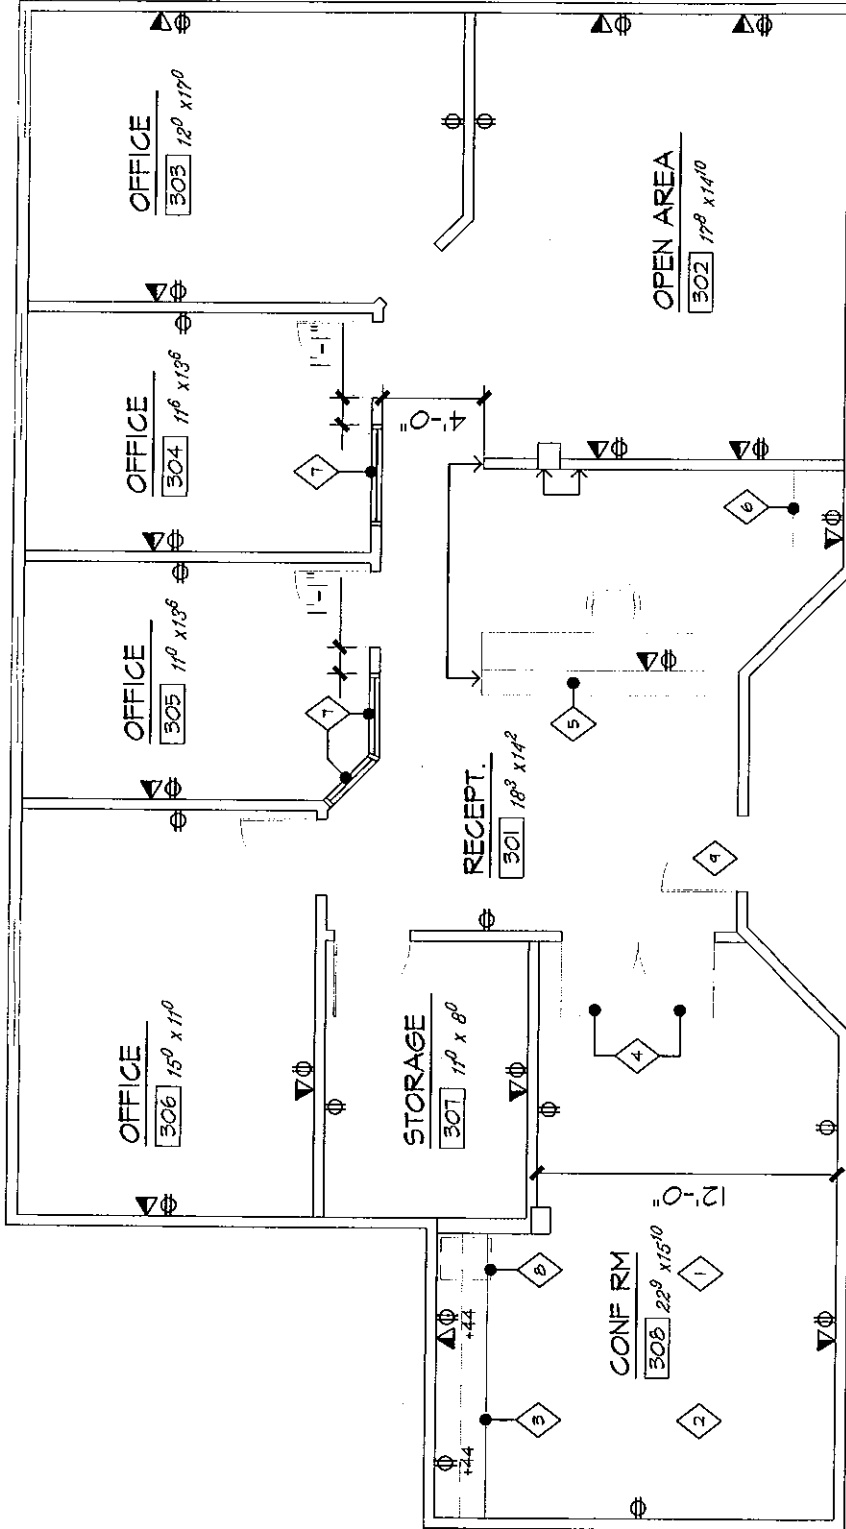 OFFICE
306 15⁰ x 11⁰
OFFICE
305 11⁰ x13⁶
OFFICE
304 11⁶ x13⁶
OFFICE
303 12⁰ x17⁰
1'-1"
1'-1"
7
7
4'-0"
STORAGE
307 11⁰ x 8⁰
RECEPT.
301 18³ x14²
OPEN AREA
302 17⁸ x14¹⁰
+44
+44
3
8
4
5
6
9
12'-0"
CONF RM
308 22⁹ x15¹⁰
2
1